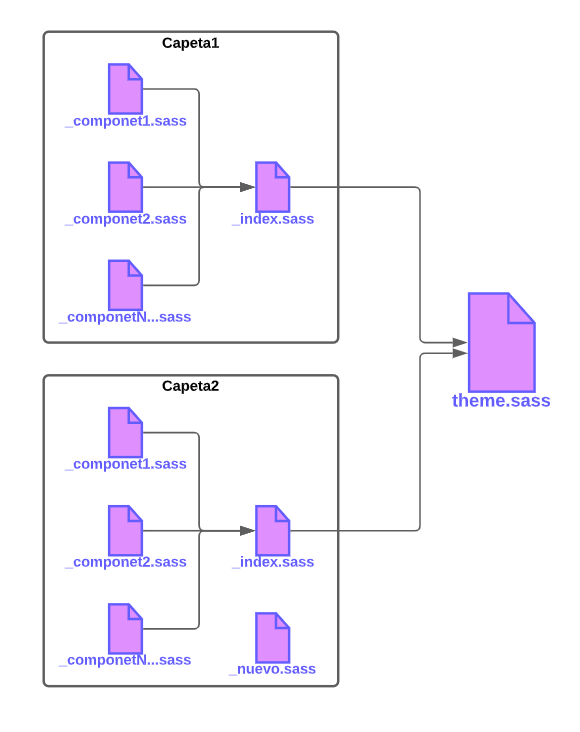 Capeta1
_componet1.sass
_componet2.sass
_index.sass
_componetN...sass
theme.sass
Capeta2
_componet1.sass
_componet2.sass
_index.sass
_componetN...sass
_nuevo.sass